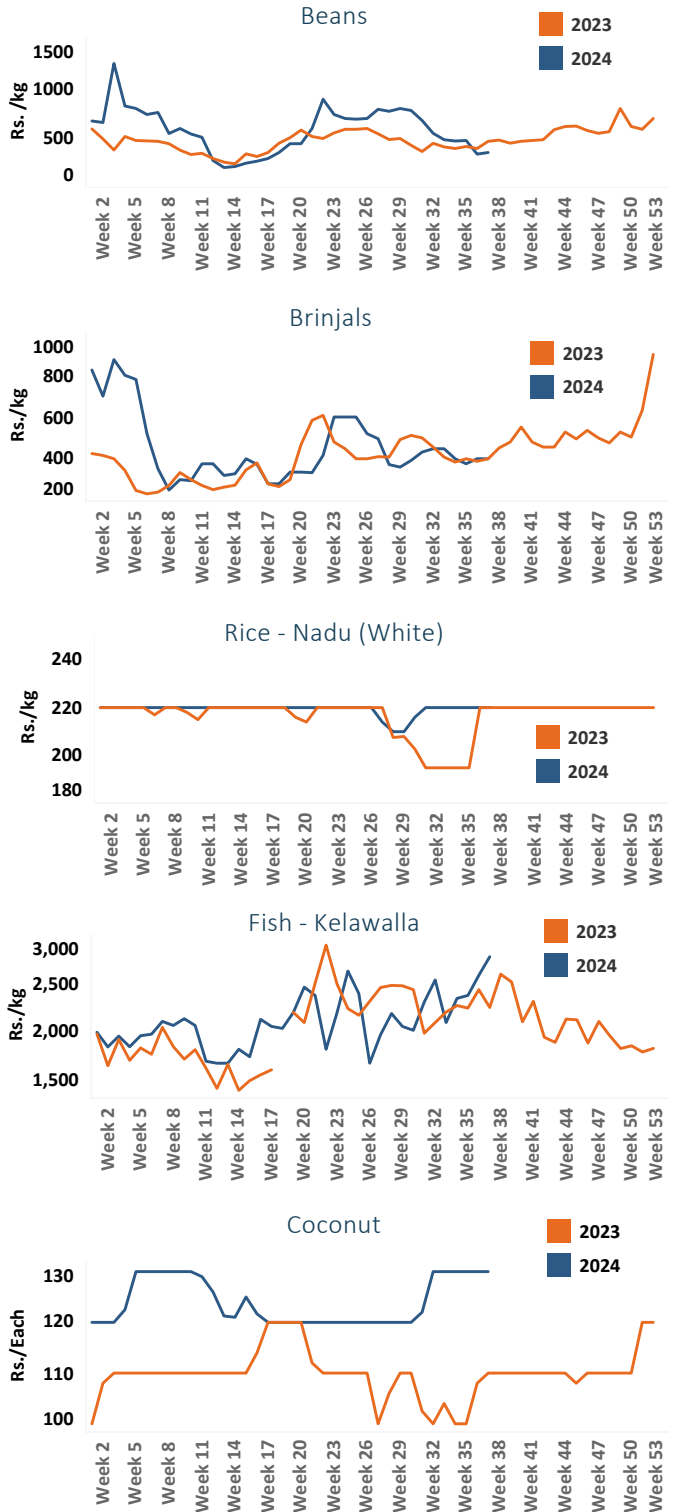 Beans
2023
2024
Rs. /kg
1500
1000
500
0
Week 2
Week 5
Week 8
Week 11
Week 14
Week 17
Week 20
Week 23
Week 26
Week 29
Week 32
Week 35
Week 38
Week 41
Week 44
Week 47
Week 50
Week 53
Brinjals
2023
2024
Rs./kg
1000
800
600
400
200
Week 2
Week 5
Week 8
Week 11
Week 14
Week 17
Week 20
Week 23
Week 26
Week 29
Week 32
Week 35
Week 38
Week 41
Week 44
Week 47
Week 50
Week 53
Rice - Nadu (White)
2023
2024
Rs./kg
240
220
200
180
Week 2
Week 5
Week 8
Week 11
Week 14
Week 17
Week 20
Week 23
Week 26
Week 29
Week 32
Week 35
Week 38
Week 41
Week 44
Week 47
Week 50
Week 53
Fish - Kelawalla
2023
2024
Rs./kg
3,000
2,500
2,000
1,500
Week 2
Week 5
Week 8
Week 11
Week 14
Week 17
Week 20
Week 23
Week 26
Week 29
Week 32
Week 35
Week 38
Week 41
Week 44
Week 47
Week 50
Week 53
Coconut
2023
2024
Rs./Each
130
120
110
100
Week 2
Week 5
Week 8
Week 11
Week 14
Week 17
Week 20
Week 23
Week 26
Week 29
Week 32
Week 35
Week 38
Week 41
Week 44
Week 47
Week 50
Week 53